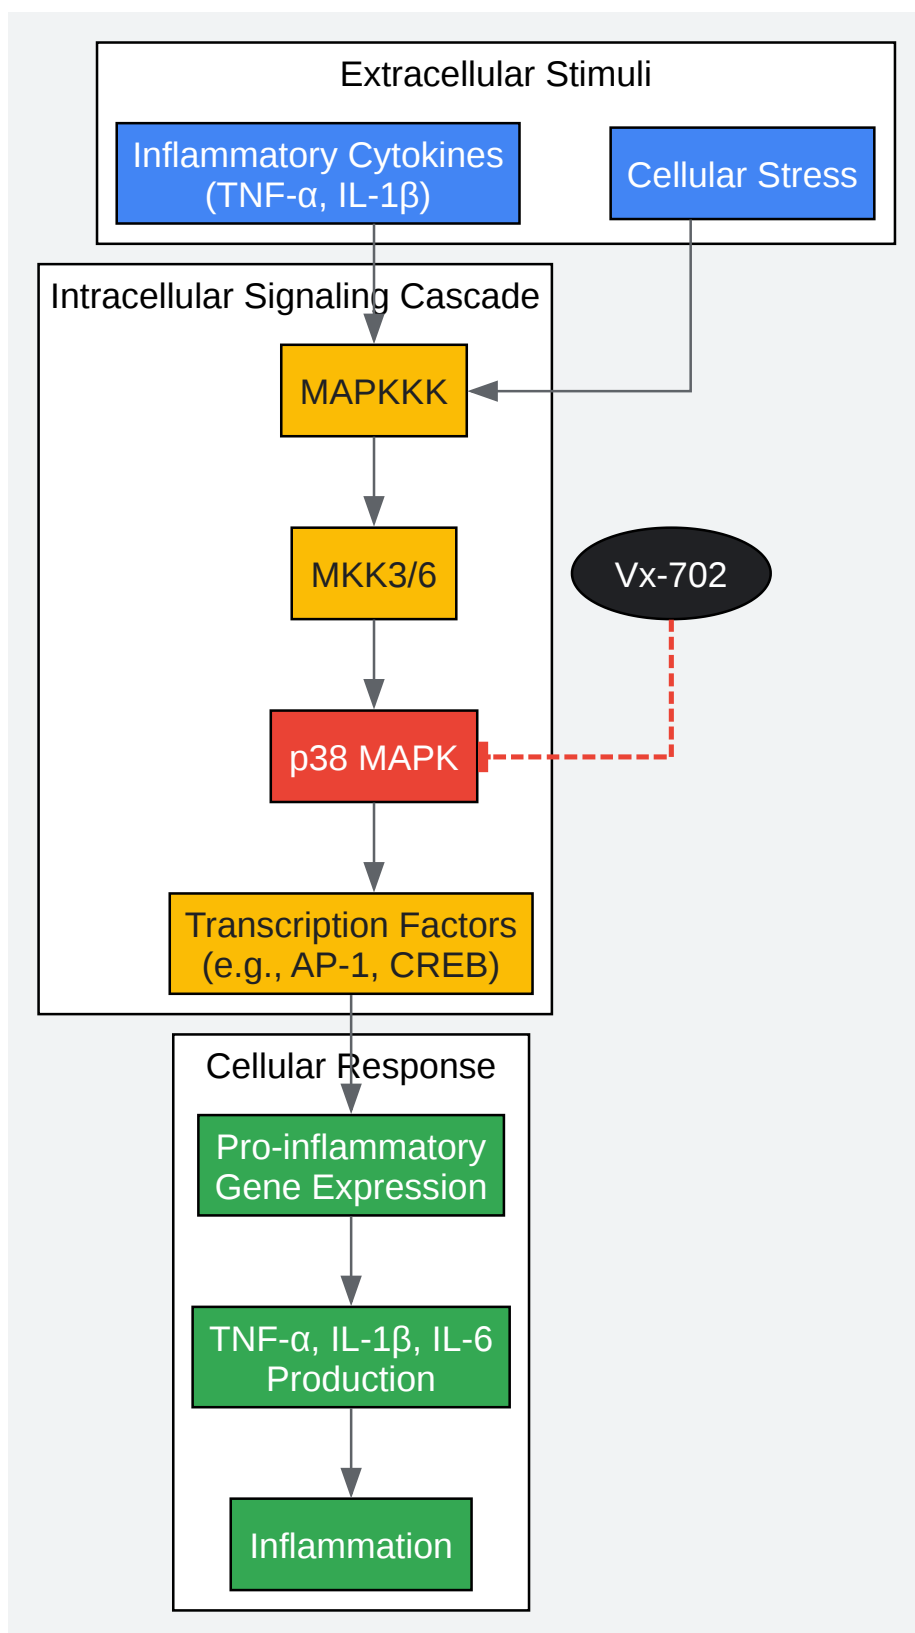 Extracellular Stimuli
Inflammatory Cytokines
(TNF-α, IL-1β)
Cellular Stress
Intracellular Signaling Cascade
MAPKKK
MKK3/6
Vx-702
p38 MAPK
Transcription Factors
(e.g., AP-1, CREB)
Cellular Response
Pro-inflammatory
Gene Expression
TNF-α, IL-1β, IL-6
Production
Inflammation